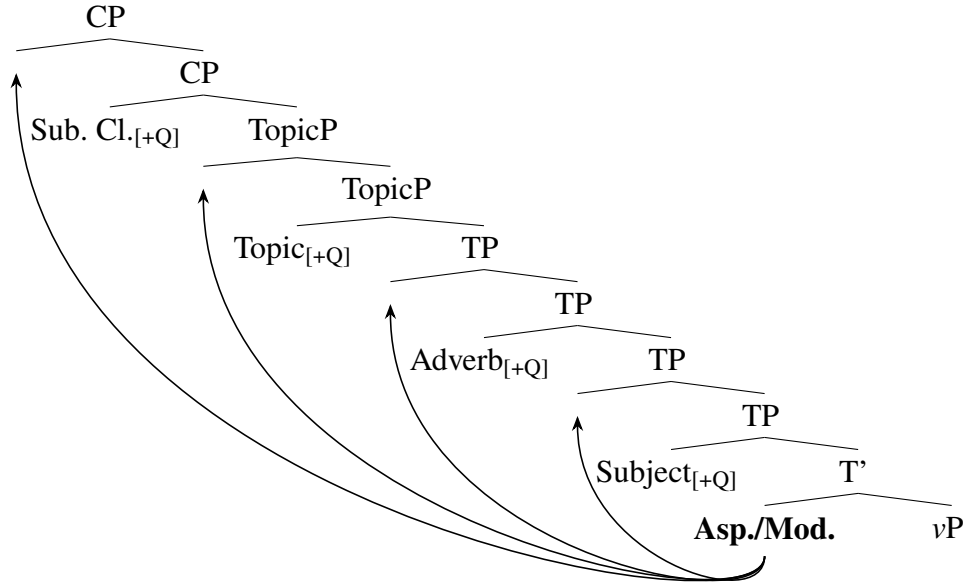 CP
CP
Sub. Cl.[+Q] TopicP
TopicP
Topic[+Q] TP
TP
Adverb[+Q] TP
TP
Subject[+Q] T’
Asp./Mod. vP